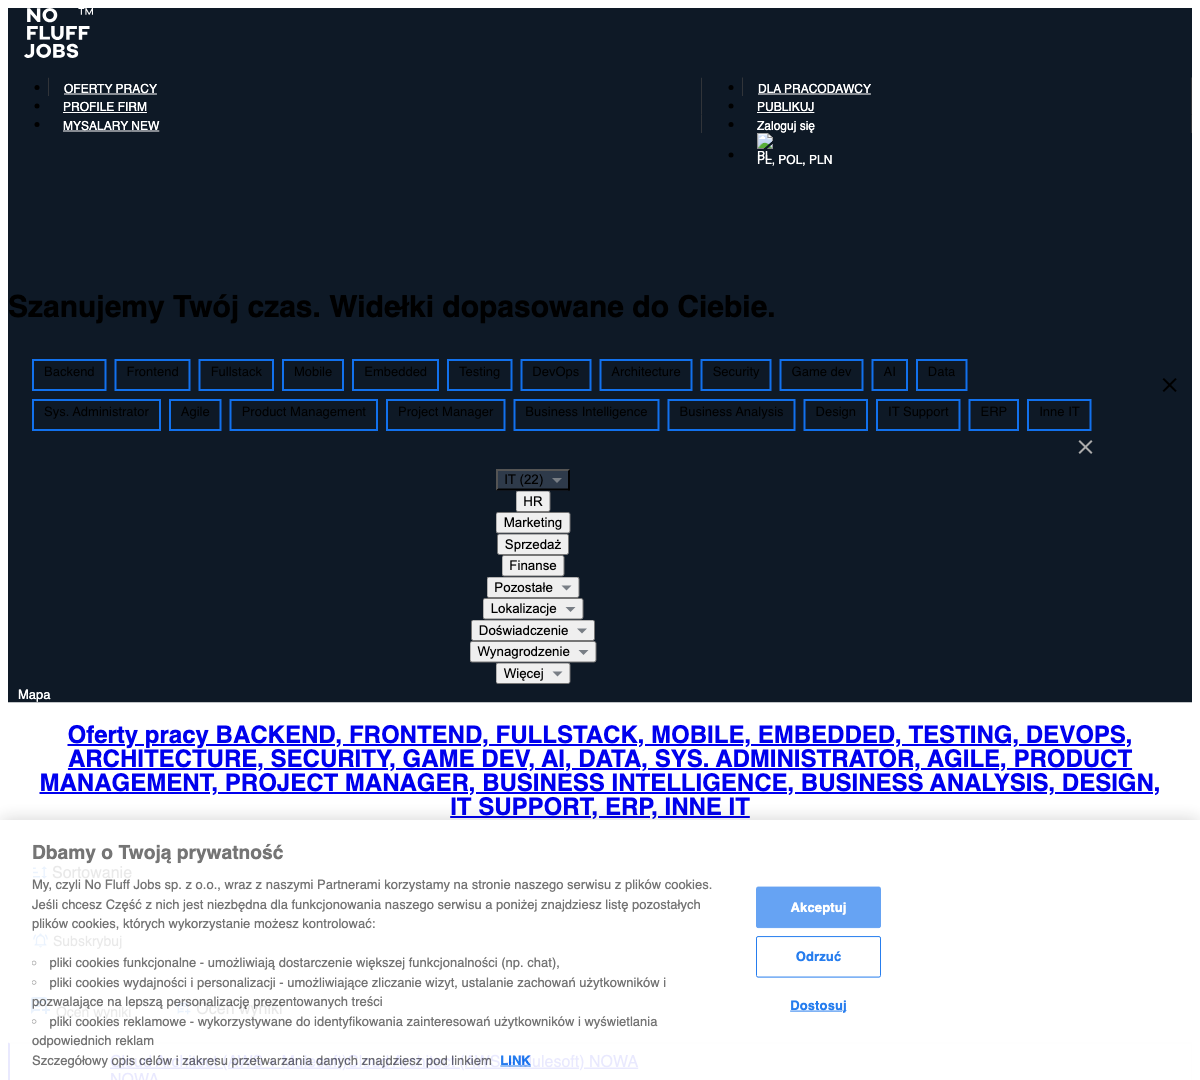 NO
FLUFF
JOBS
TM
OFERTY PRACY
PROFILE FIRM
MYSALARY NEW
DLA PRACODAWCY
PUBLIKUJ
Zaloguj się
PL, POL, PLN
Szanujemy Twój czas. Widełki dopasowane do Ciebie.
Backend Frontend Fullstack Mobile Embedded Testing DevOps Architecture Security Game dev AI Data
Sys. Administrator Agile Product Management Project Manager Business Intelligence Business Analysis Design IT Support ERP Inne IT
IT (22)
HR
Marketing
Sprzedaż
Finanse
Pozostałe
Lokalizacje
Doświadczenie
Wynagrodzenie
Więcej
Mapa
Oferty pracy BACKEND, FRONTEND, FULLSTACK, MOBILE, EMBEDDED, TESTING, DEVOPS,
ARCHITECTURE, SECURITY, GAME DEV, AI, DATA, SYS. ADMINISTRATOR, AGILE, PRODUCT
MANAGEMENT, PROJECT MANAGER, BUSINESS INTELLIGENCE, BUSINESS ANALYSIS, DESIGN,
IT SUPPORT, ERP, INNE IT
Dbamy o Twoją prywatność
Sortowanie
My, czyli No Fluff Jobs sp. z o.o., wraz z naszymi Partnerami korzystamy na stronie naszego serwisu z plików cookies.
Jeśli chcesz Część z nich jest niezbędna dla funkcjonowania naszego serwisu a poniżej znajdziesz listę pozostałych
plików cookies, których wykorzystanie możesz kontrolować:
Subskrybuj
pliki cookies funkcjonalne - umożliwiają dostarczenie większej funkcjonalności (np. chat),
pliki cookies wydajności i personalizacji - umożliwiające zliczanie wizyt, ustalanie zachowań użytkowników i
pozwalające na lepszą personalizację prezentowanych treści
Oceń wyniki Oceń wyniki
pliki cookies reklamowe - wykorzystywane do identyfikowania zainteresowań użytkowników i wyświetlania
odpowiednich reklam
Szczegółowy opis celów i zakresu przetwarzania danych znajdziesz pod linkiem LINK
NOWA
NOWA
Akceptuj
Odrzuć
Dostosuj